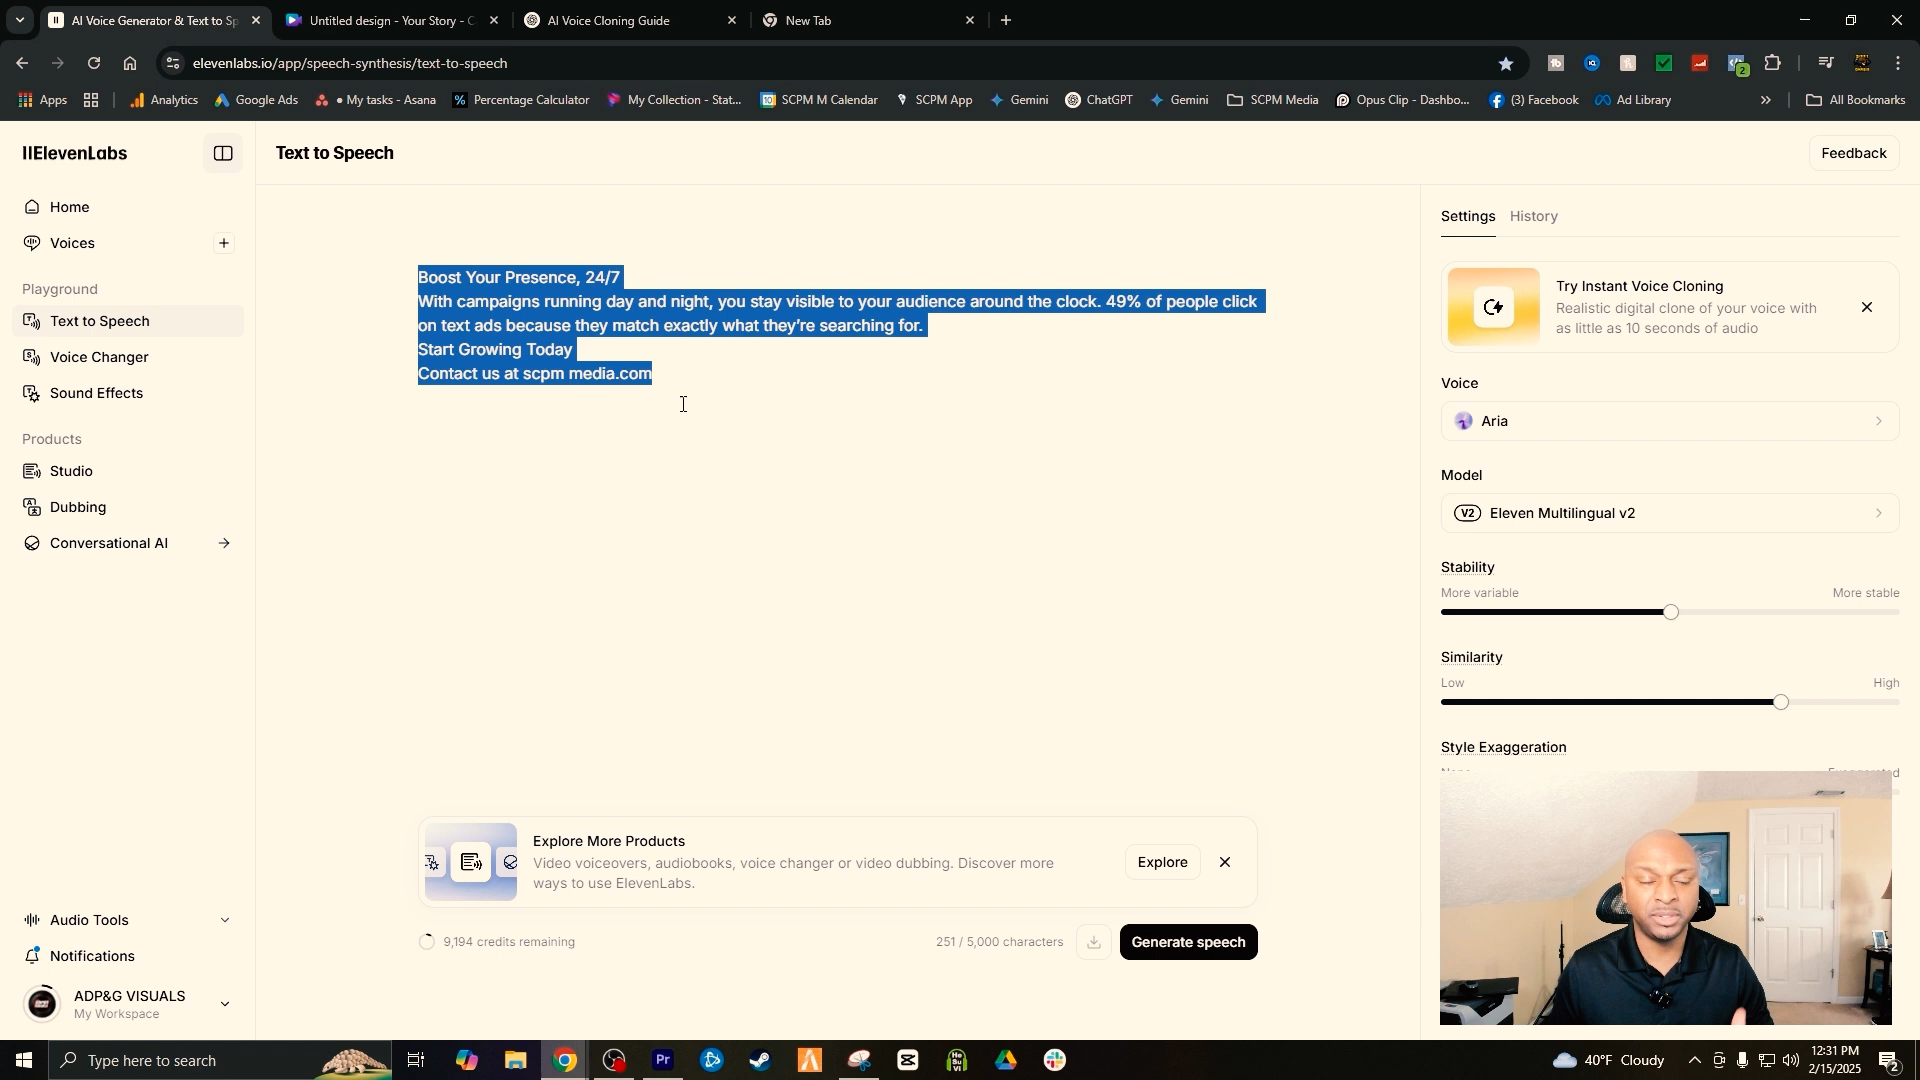 AI Voice Generator & Text to Sp
Untitled design - Your Story - C
AI Voice Cloning Guide
New Tab
elevenlabs.io/app/speech-synthesis/text-to-speech
Apps
Analytics
Google Ads
• My tasks - Asana
Percentage Calculator
My Collection - Stat...
SCPM M Calendar
SCPM App
Gemini
ChatGPT
Gemini
SCPM Media
Opus Clip - Dashbo...
(3) Facebook
Ad Library
»
All Bookmarks
IIElevenLabs
Text to Speech
Feedback
Home
Voices
Playground
Text to Speech
Voice Changer
Sound Effects
Products
Studio
Dubbing
Conversational AI
Audio Tools
Notifications
ADP&G VISUALS
My Workspace
Boost Your Presence, 24/7
With campaigns running day and night, you stay visible to your audience around the clock. 49% of people click
on text ads because they match exactly what they’re searching for.
Start Growing Today
Contact us at scpm media.com
Explore More Products
Video voiceovers, audiobooks, voice changer or video dubbing. Discover more
ways to use ElevenLabs.
Explore
9,194 credits remaining
251 / 5,000 characters
Generate speech
Settings
History
Try Instant Voice Cloning
Realistic digital clone of your voice with
as little as 10 seconds of audio
Voice
Aria
Model
V2 Eleven Multilingual v2
Stability
More variable
More stable
Similarity
Low
High
Style Exaggeration
Type here to search
40°F Cloudy
12:31 PM
2/15/2025
2